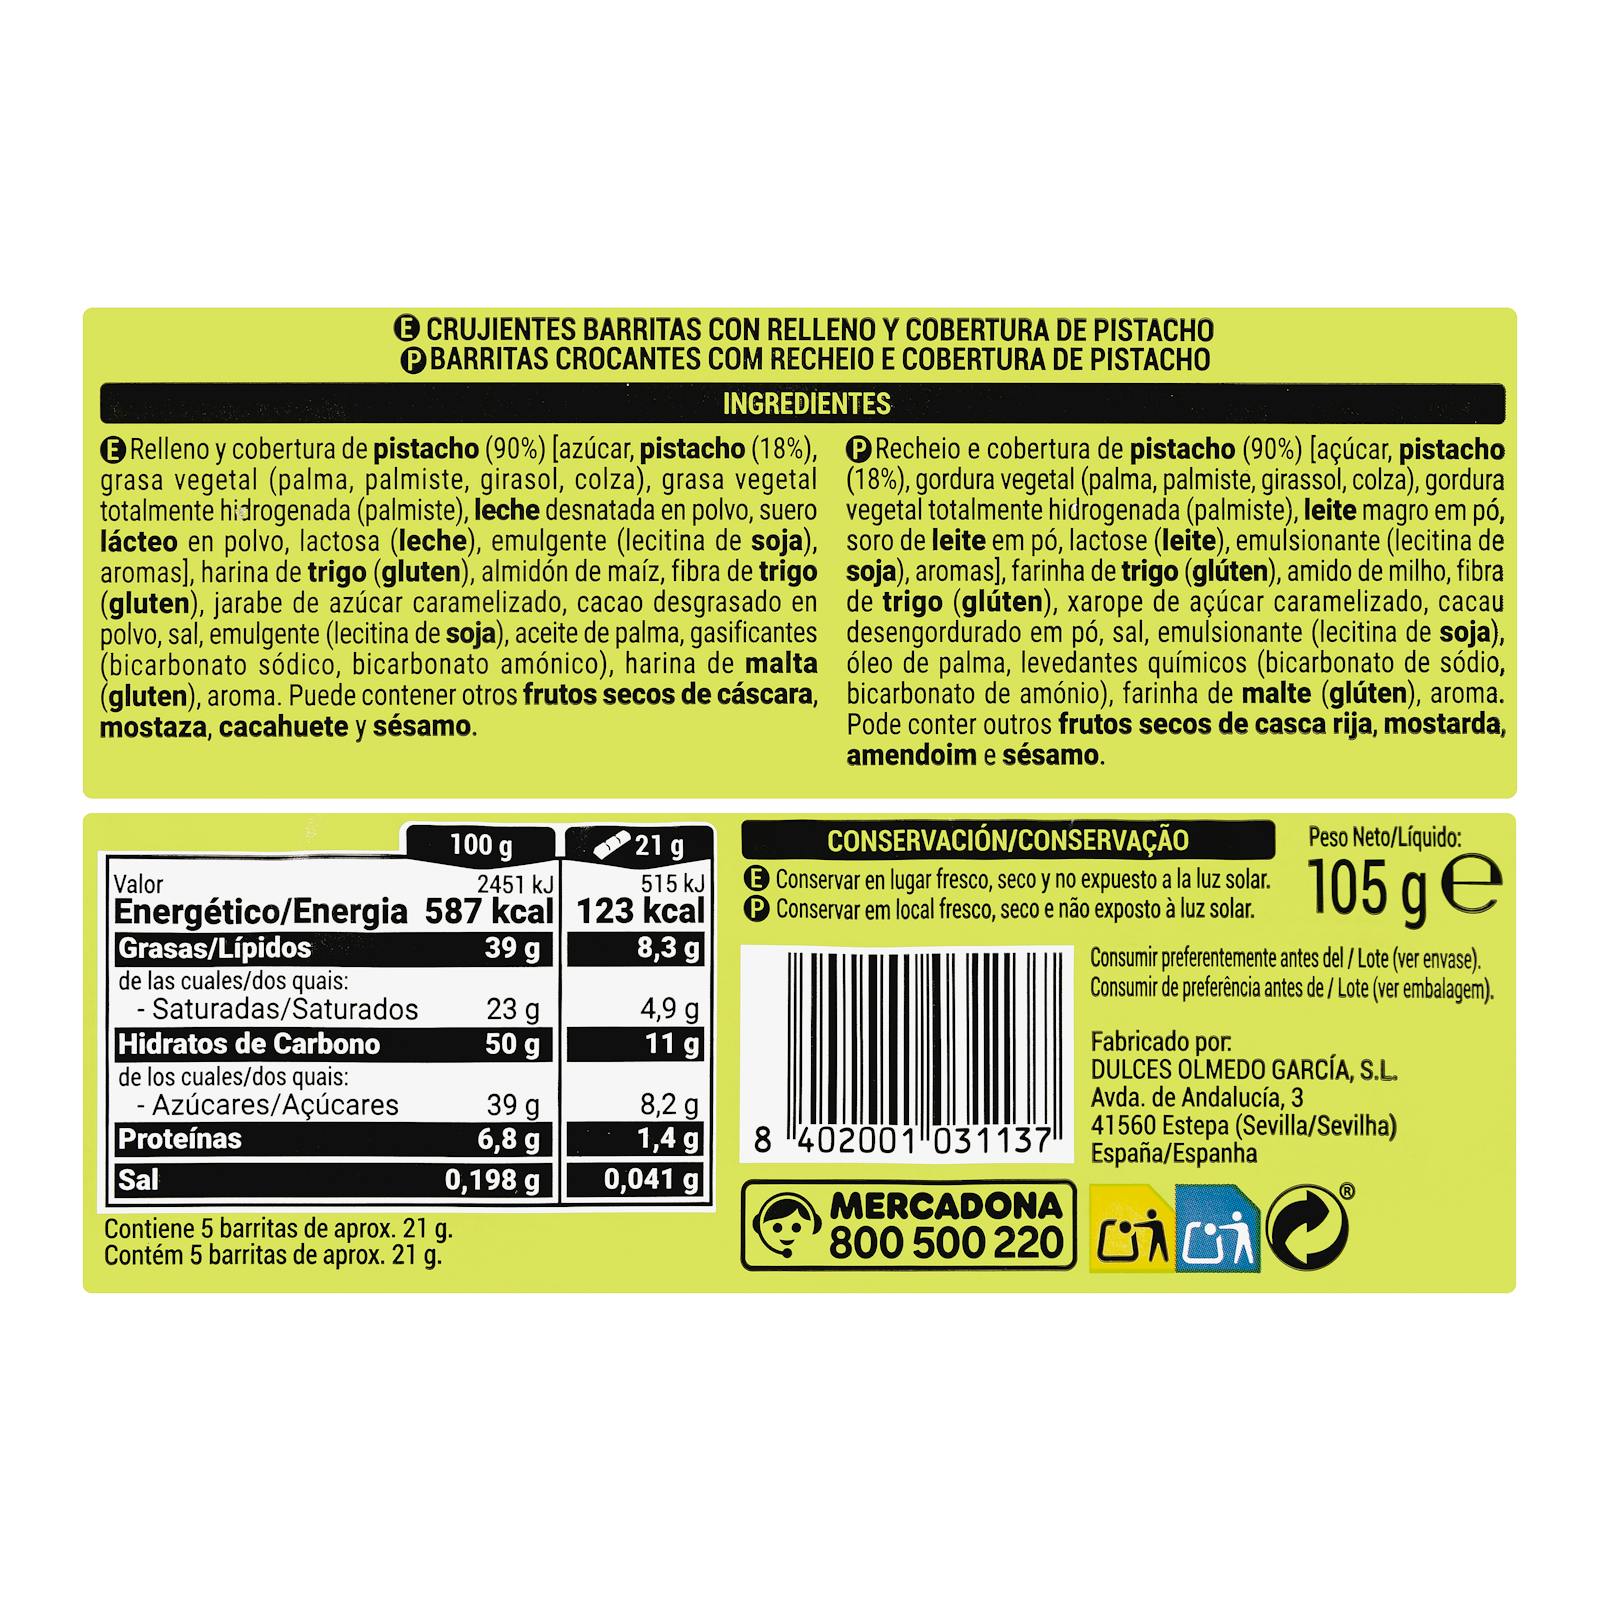 E CRUJIENTES BARRITAS CON RELLENO Y COBERTURA DE PISTACHO
P BARRITAS CROCANTES COM RECHEIO E COBERTURA DE PISTACHO
INGREDIENTES
E Relleno y cobertura de pistacho (90%) [azúcar, pistacho (18%),
grasa vegetal (palma, palmiste, girasol, colza), grasa vegetal
totalmente hidrogenada (palmiste), leche desnatada en polvo, suero
lácteo en polvo, lactosa (leche), emulgente (lecitina de soja),
aromas], harina de trigo (gluten), almidón de maíz, fibra de trigo
(gluten), jarabe de azúcar caramelizado, cacao desgrasado en
polvo, sal, emulgente (lecitina de soja), aceite de palma, gasificantes
(bicarbonato sódico, bicarbonato amónico), harina de malta
(gluten), aroma. Puede contener otros frutos secos de cáscara,
mostaza, cacahuete y sésamo.
P Recheio e cobertura de pistacho (90%) [açúcar, pistacho
(18%), gordura vegetal (palma, palmiste, girassol, colza), gordura
vegetal totalmente hidrogenada (palmiste), leite magro em pó,
soro de leite em pó, lactose (leite), emulsionante (lecitina de
soja), aromas], farinha de trigo (glúten), amido de milho, fibra
de trigo (glúten), xarope de açúcar caramelizado, cacau
desengordurado em pó, sal, emulsionante (lecitina de soja),
óleo de palma, levedantes químicos (bicarbonato de sódio,
bicarbonato de amónio), farinha de malte (glúten), aroma.
Pode conter outros frutos secos de casca rija, mostarda,
amendoim e sésamo.
100 g 21 g
Valor 2451 kJ 515 kJ
Energético/Energia 587 kcal 123 kcal
Grasas/Lípidos 39 g 8,3 g
de las cuales/dos quais:
- Saturadas/Saturados 23 g 4,9 g
Hidratos de Carbono 50 g 11 g
de los cuales/dos quais:
- Azúcares/Açúcares 39 g 8,2 g
Proteínas 6,8 g 1,4 g
Sal 0,198 g 0,041 g
Contiene 5 barritas de aprox. 21 g.
Contém 5 barritas de aprox. 21 g.
CONSERVACIÓN/CONSERVAÇÃO
E Conservar en lugar fresco, seco y no expuesto a la luz solar.
P Conservar em local fresco, seco e não exposto à luz solar.
Peso Neto/Líquido:
105 g e
8 402001 031137
Consumir preferentemente antes del / Lote (ver envase).
Consumir de preferência antes de / Lote (ver embalagem).
Fabricado por:
DULCES OLMEDO GARCÍA, S.L.
Avda. de Andalucía, 3
41560 Estepa (Sevilla/Sevilha)
España/Espanha
MERCADONA
800 500 220
®